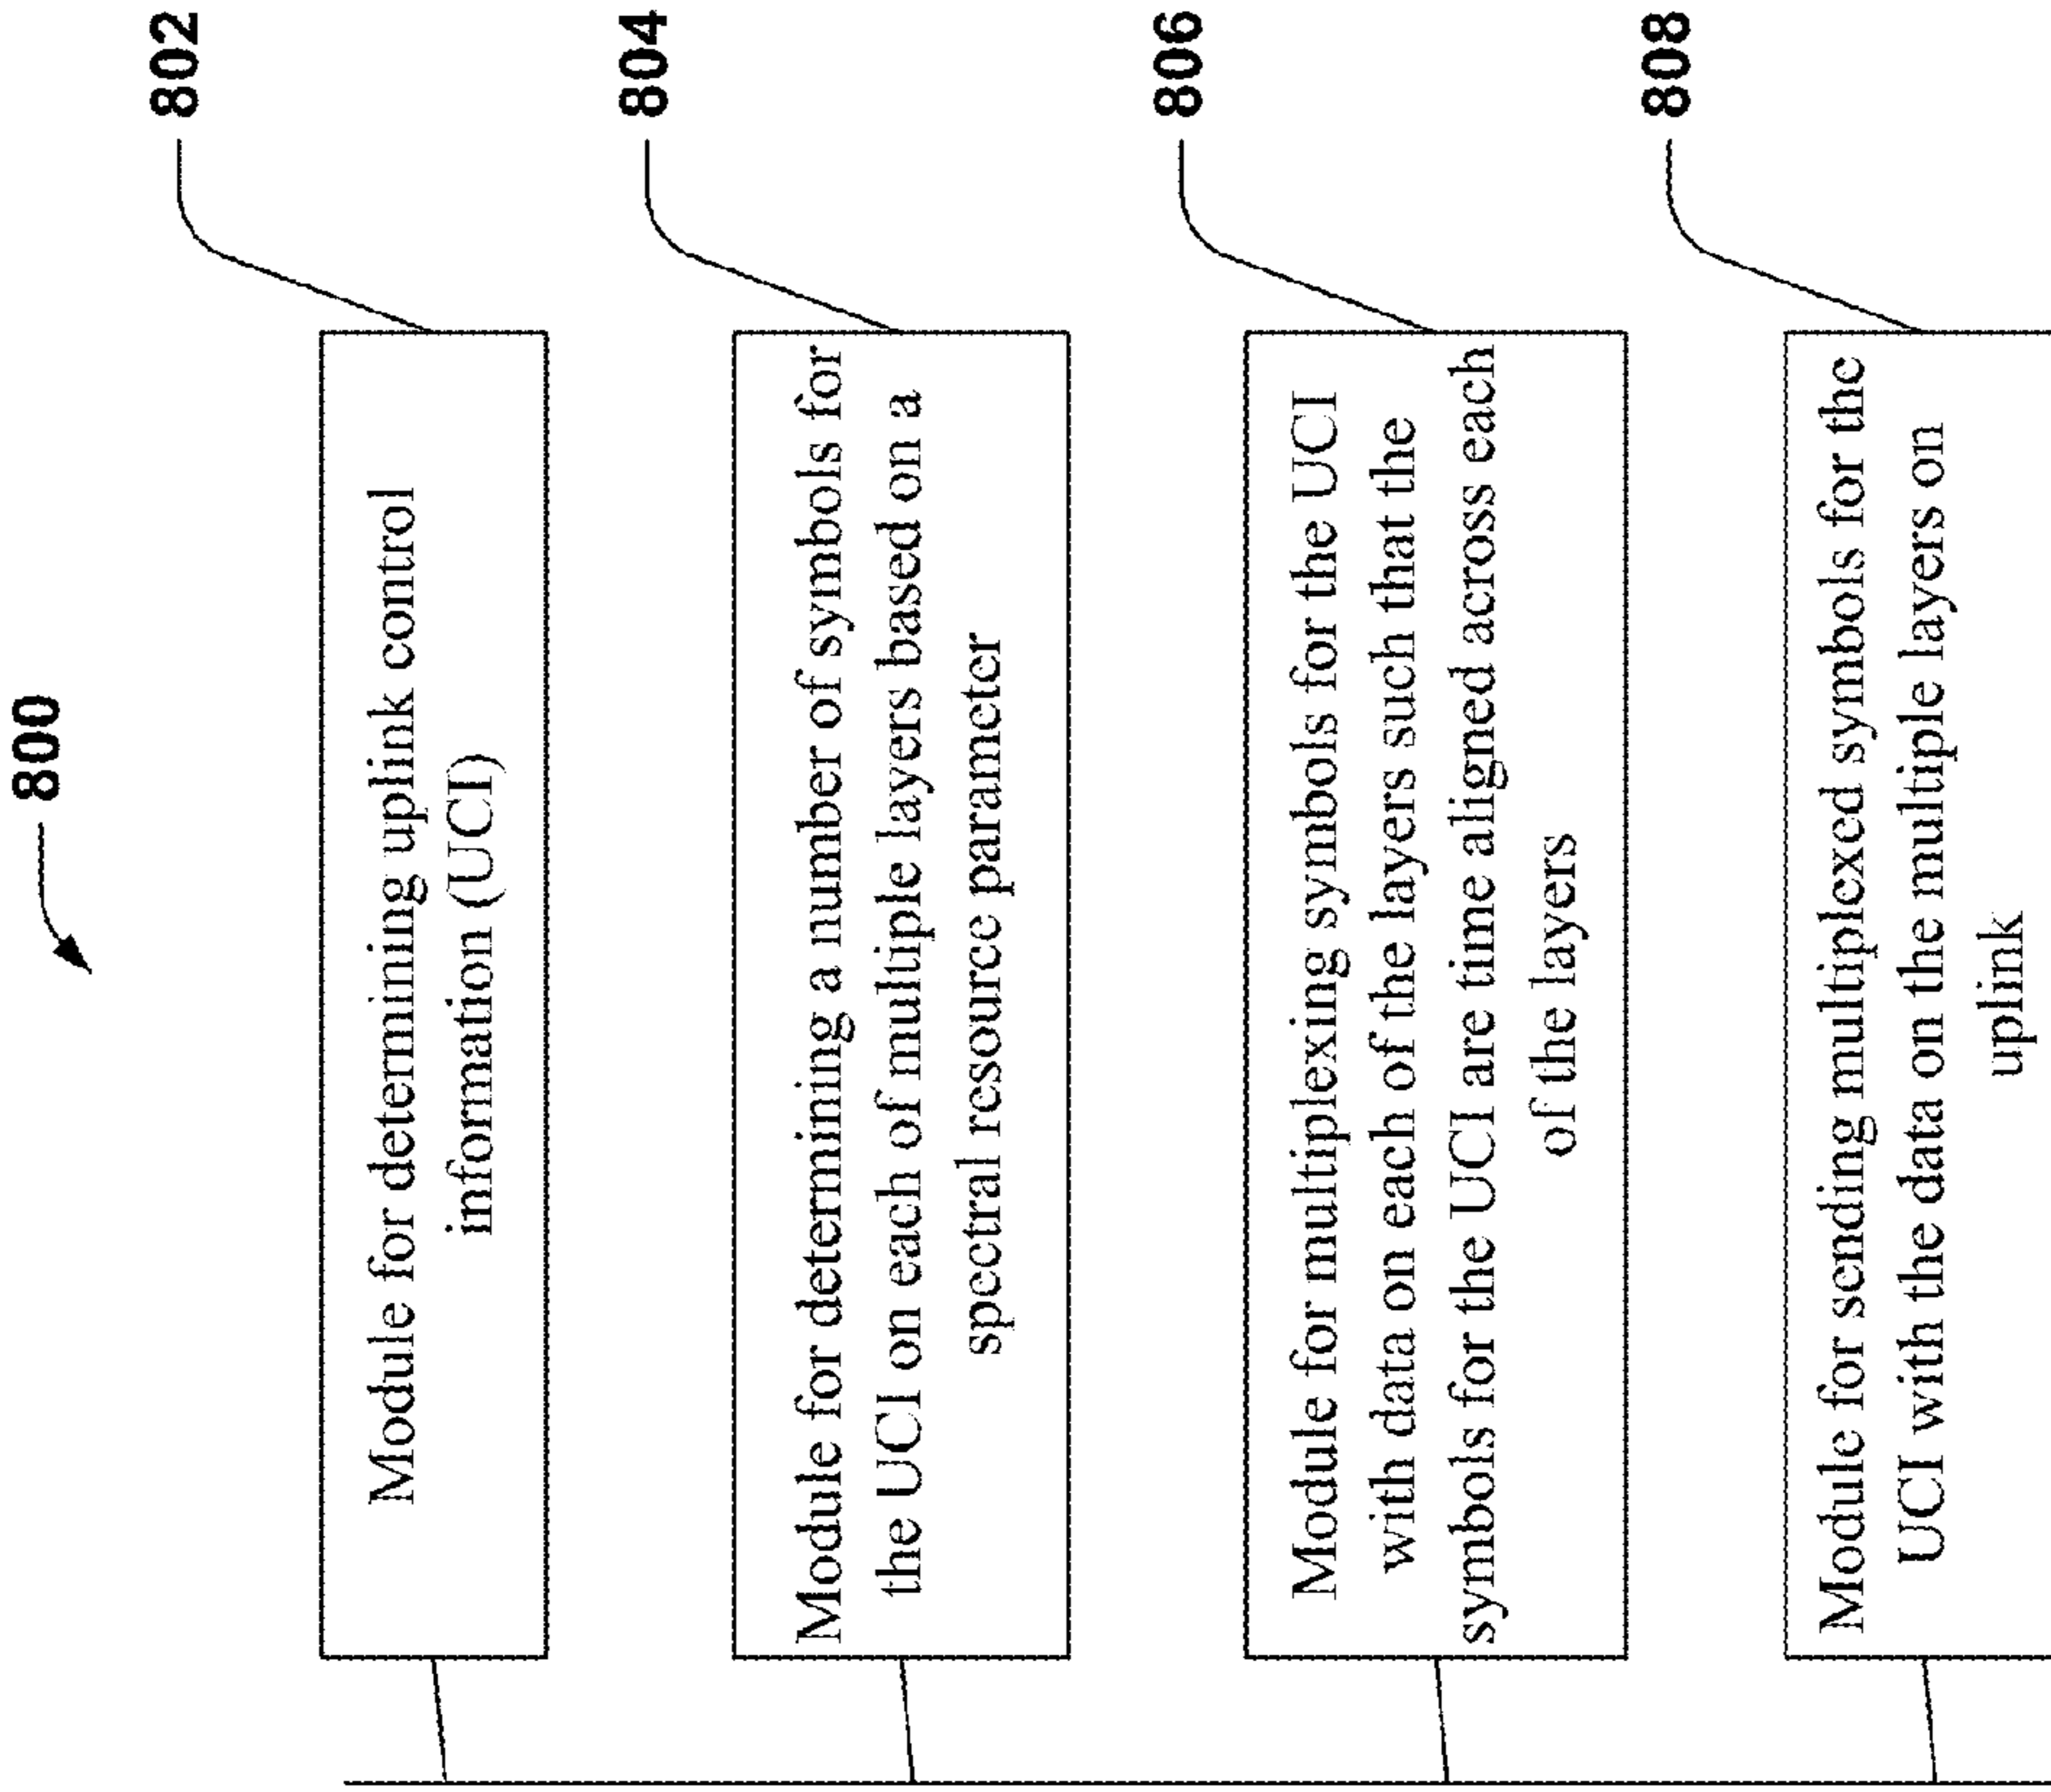 800
802
Module for determining uplink control
information (UCI)
804
Module for determining a number of symbols for
the UCI on each of multiple layers based on a
spectral resource parameter
806
Module for multiplexing symbols for the UCI
with data on each of the layers such that the
symbols for the UCI are time aligned across each
of the layers
808
Module for sending multiplexed symbols for the
UCI with the data on the multiple layers on
uplink